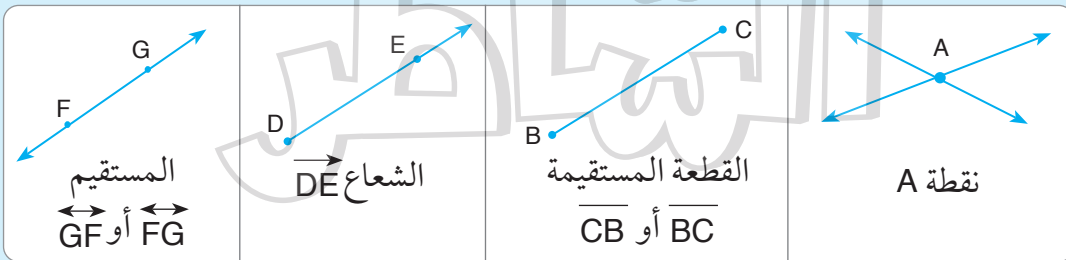 A
نقطة A
C
B
القطعة المستقيمة
BC أو CB
E
D
الشعاع DE
G
F
المستقيم
FG أو GF